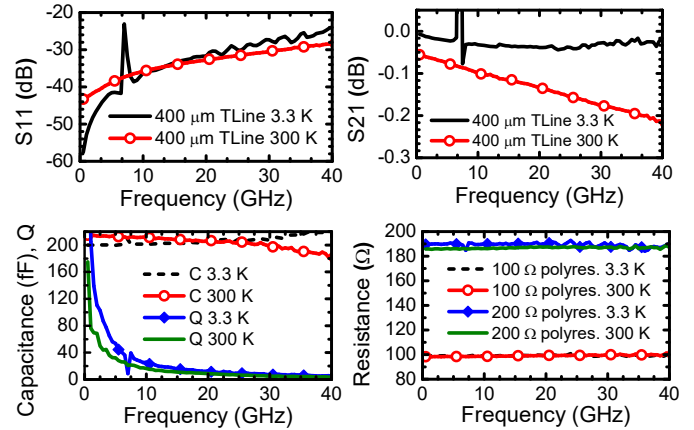 -20
-30
-40
-50
-60
S11 (dB)
400 μm TLine 3.3 K
400 μm TLine 300 K
0 10 20 30 40
Frequency (GHz)
0.0
-0.1
-0.2
-0.3
S21 (dB)
400 μm TLine 3.3 K
400 μm TLine 300 K
0 10 20 30 40
Frequency (GHz)
200
160
120
80
40
0
Capacitance (fF), Q
C 3.3 K
C 300 K
Q 3.3 K
Q 300 K
0 10 20 30 40
Frequency (GHz)
200
180
160
140
120
100
80
Resistance (Ω)
100 Ω polyres. 3.3 K
100 Ω polyres. 300 K
200 Ω polyres. 3.3 K
200 Ω polyres. 300 K
0 10 20 30 40
Frequency (GHz)